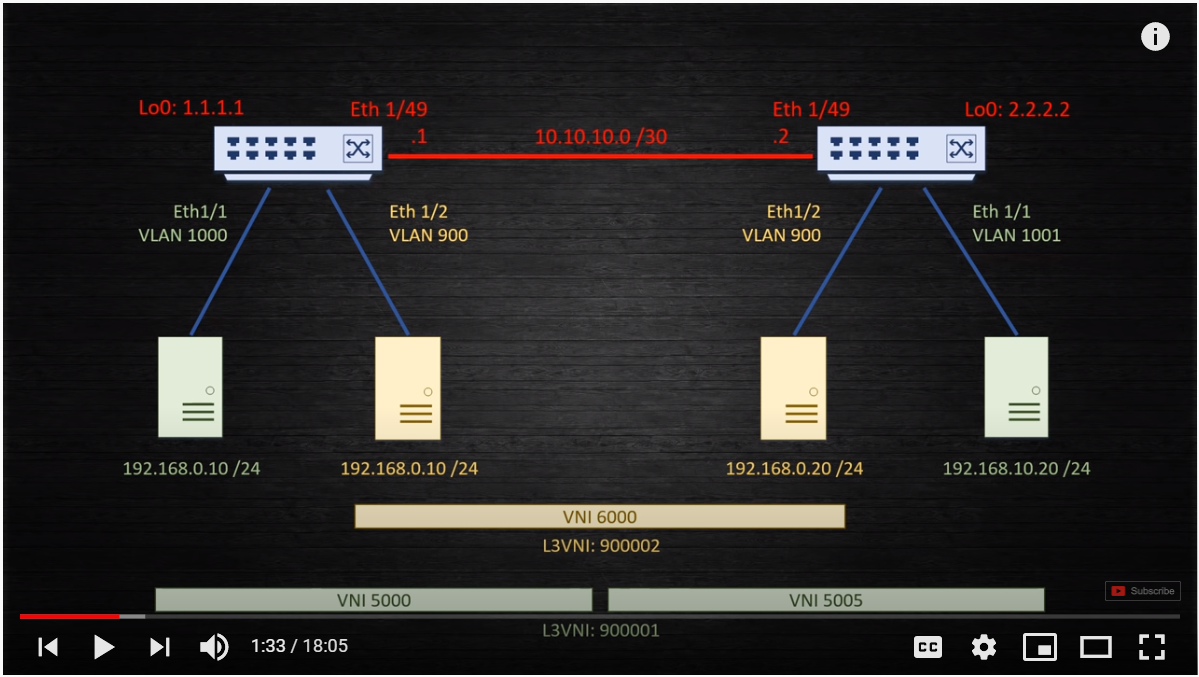 Lo0: 1.1.1.1
Eth 1/49
Eth 1/49
Lo0: 2.2.2.2
.1
10.10.10.0 /30
.2
Eth1/1
VLAN 1000
Eth 1/2
VLAN 900
Eth1/2
VLAN 900
Eth 1/1
VLAN 1001
192.168.0.10 /24
192.168.0.10 /24
192.168.0.20 /24
192.168.10.20 /24
VNI 6000
L3VNI: 900002
VNI 5000
VNI 5005
Subscribe
L3VNI: 900001
1:33 / 18:05
CC